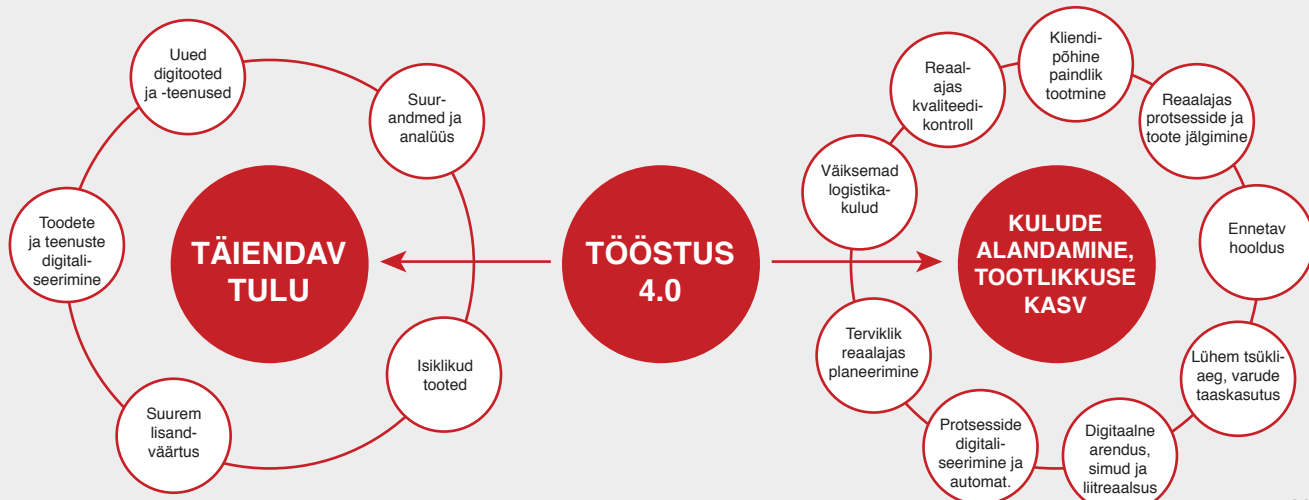 Uued
digitooted
ja -teenused
Suur-
andmed ja
analüüs
Toodete
ja teenuste
digitali-
seerimine
TÄIENDAV
TULU
Isiklikud
tooted
Suurem
lisand-
väärtus
TÖÖSTUS
4.0
Kliendi-
põhine
paindlik
tootmine
Reaal-
ajas
kvaliteedi-
kontroll
Reaalajas
protsesside ja
toote jälgimine
Väiksemad
logistika-
kulud
KULUDE
ALANDAMINE,
TOOTLIKKUSE
KASV
Ennetav
hooldus
Terviklik
reaalajas
planeerimine
Lühem tsükli-
aeg, varude
taaskasutus
Protsesside
digitali-
seerimine ja
automat.
Digitaalne
arendus,
simud ja
liitreaalsus